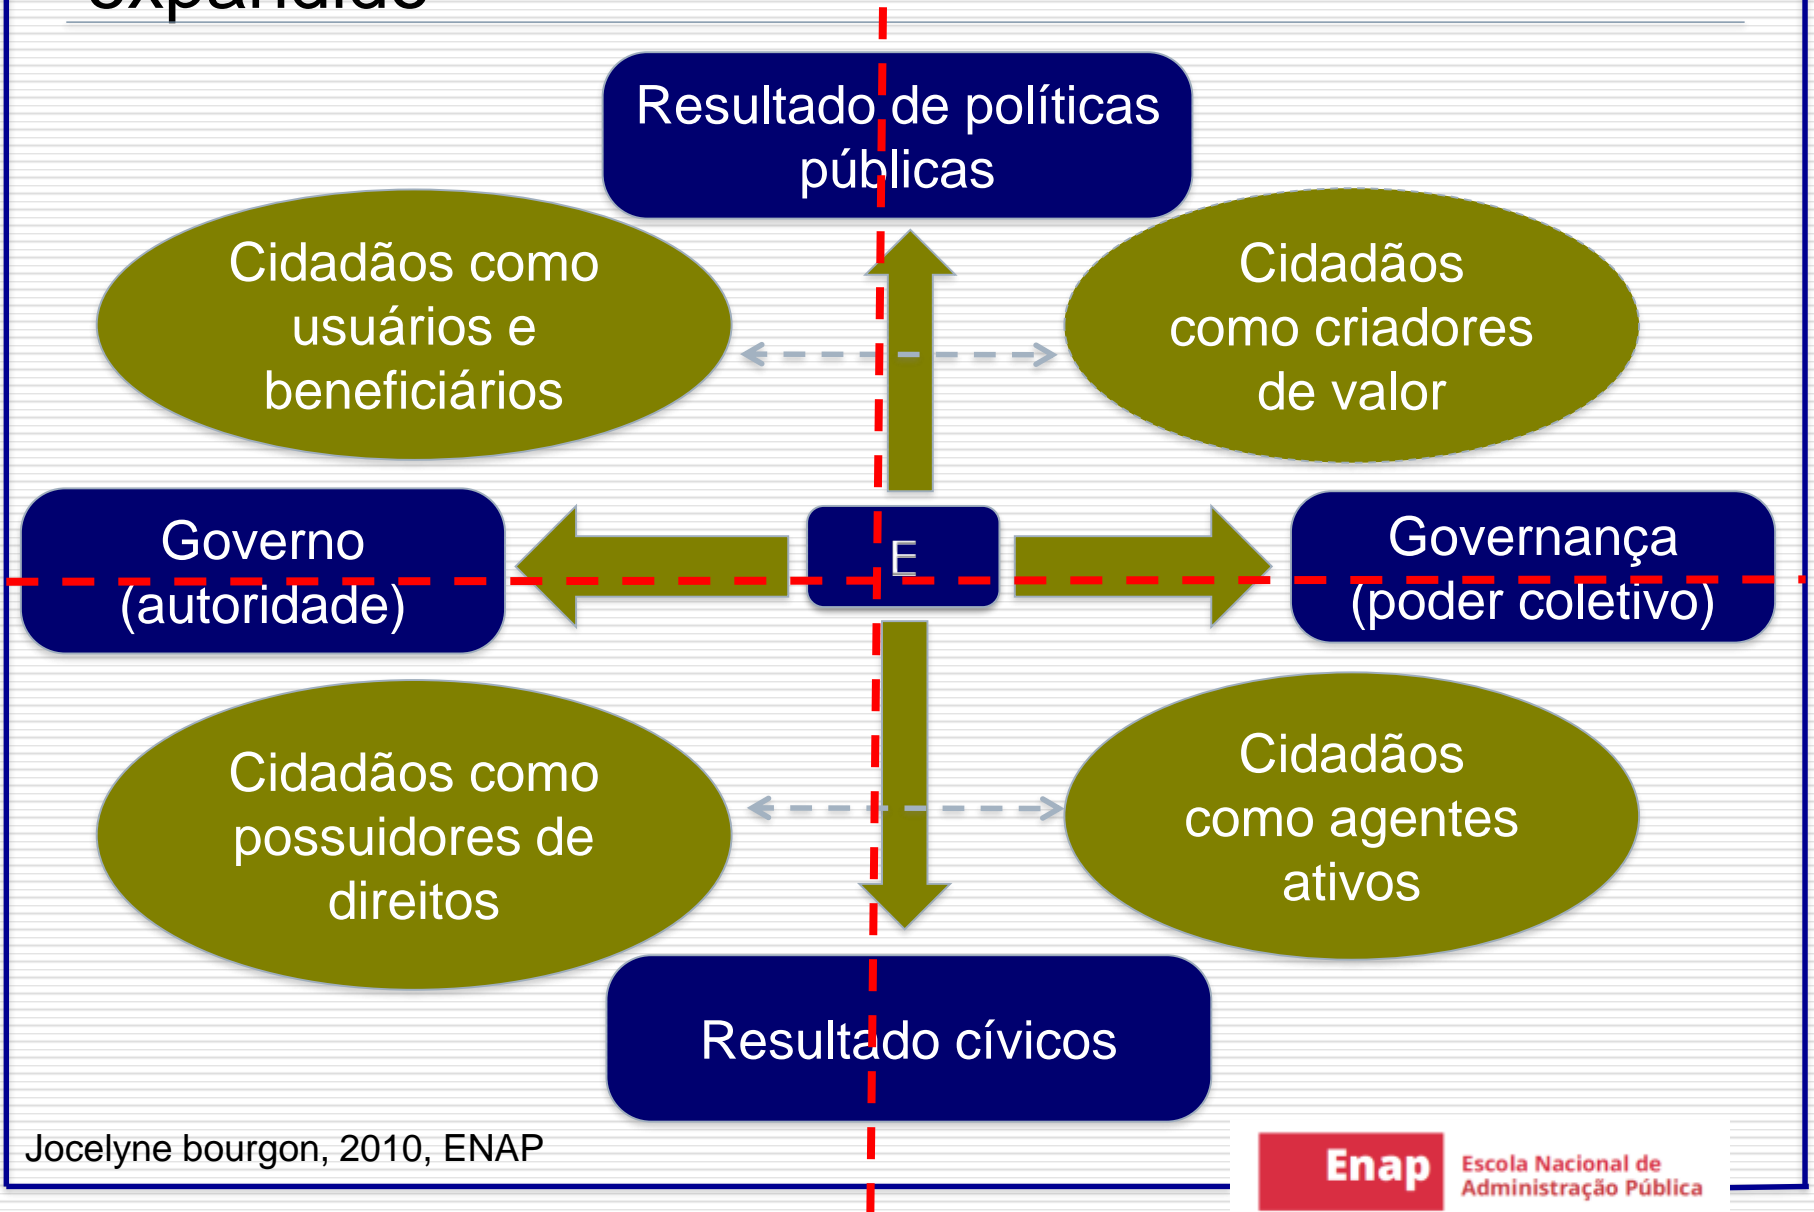 expandido
Resultado de políticas
públicas
Cidadãos como
usuários e
beneficiários
Cidadãos
como criadores
de valor
Governo
(autoridade)
E
Governança
(poder coletivo)
Cidadãos como
possuidores de
direitos
Cidadãos
como agentes
ativos
Resultado cívicos
Jocelyne bourgon, 2010, ENAP
Enap
Escola Nacional de
Administração Pública